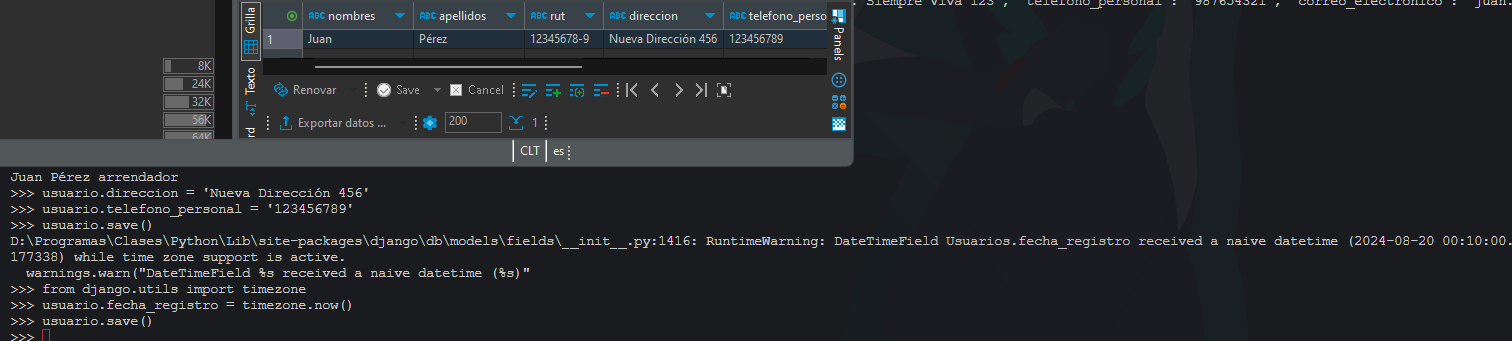 Grilla
ABC nombres
ABC apellidos
ABC rut
ABC direccion
ABC telefono_perso
Siempre Viva 123", "telefono_personal": "987654321", "correo_electronico": "juan.
1 Juan Pérez 12345678-9 Nueva Dirección 456 123456789
Panels
Texto
8K
24K
32K
56K
64K
Renovar
Save
Cancel
rd
Exportar datos ...
200
1
CLT
es
Juan Pérez arrendador
>>> usuario.direccion = 'Nueva Dirección 456'
>>> usuario.telefono_personal = '123456789'
>>> usuario.save()
D:\Programas\Clases\Python\Lib\site-packages\django\db\models\fields\__init__.py:1416: RuntimeWarning: DateTimeField Usuarios.fecha_registro received a naive datetime (2024-08-20 00:10:00.
177338) while time zone support is active.
  warnings.warn("DateTimeField %s received a naive datetime (%s)"
>>> from django.utils import timezone
>>> usuario.fecha_registro = timezone.now()
>>> usuario.save()
>>>